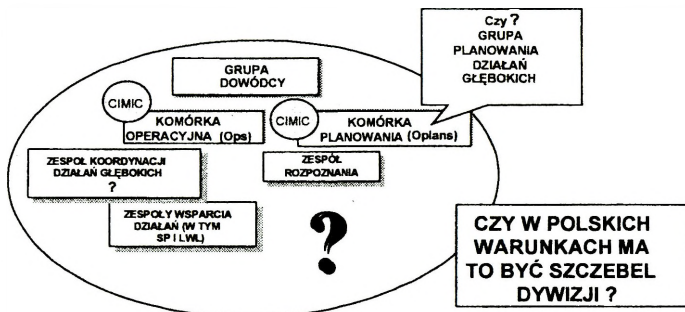 Czy ?
GRUPA
PLANOWANIA
DZIAŁAŃ
GŁĘBOKICH
GRUPA
DOWÓDCY
CIMIC
KOMÓRKA
OPERACYJNA (Ops)
CIMIC
KOMÓRKA
PLANOWANIA (Oplans)
ZESPOŁ KOORDYNACJI
DZIAŁAŃ GŁĘBOKICH
?
ZESPÓŁ
ROZPOZNANIA
ZESPOŁY WSPARCIA
DZIAŁAŃ (W TYM
SP I LWL)
?
CZY W POLSKICH
WARUNKACH MA
TO BYĆ SZCZEBEL
DYWIZJI ?